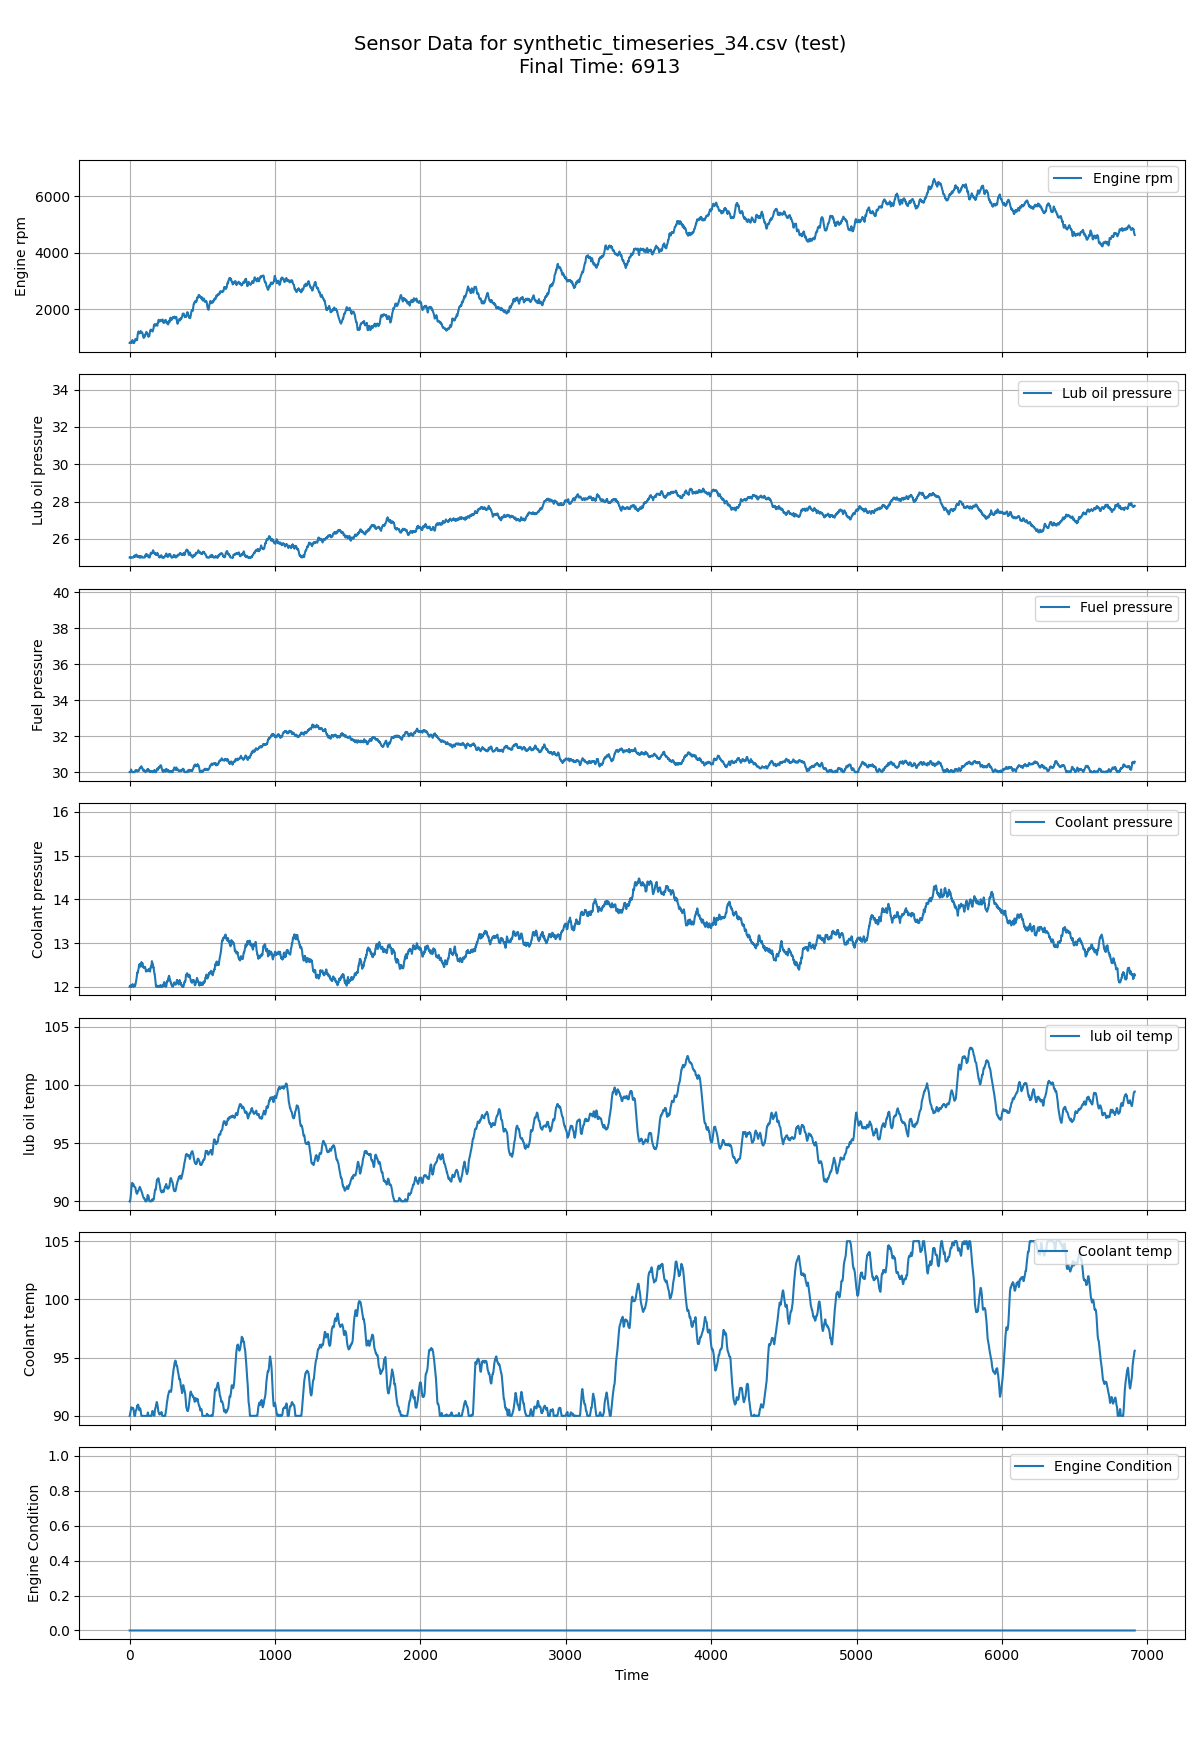 Sensor Data for synthetic_timeseries_34.csv (test)
Final Time: 6913
Engine rpm
6000
4000
2000
Engine rpm
Lub oil pressure
34
32
30
28
26
Lub oil pressure
Fuel pressure
40
38
36
34
32
30
Fuel pressure
Coolant pressure
16
15
14
13
12
Coolant pressure
lub oil temp
105
100
95
90
lub oil temp
Coolant temp
105
100
95
90
Coolant temp
Engine Condition
1.0
0.8
0.6
0.4
0.2
0.0
Engine Condition
0 1000 2000 3000 4000 5000 6000 7000
Time